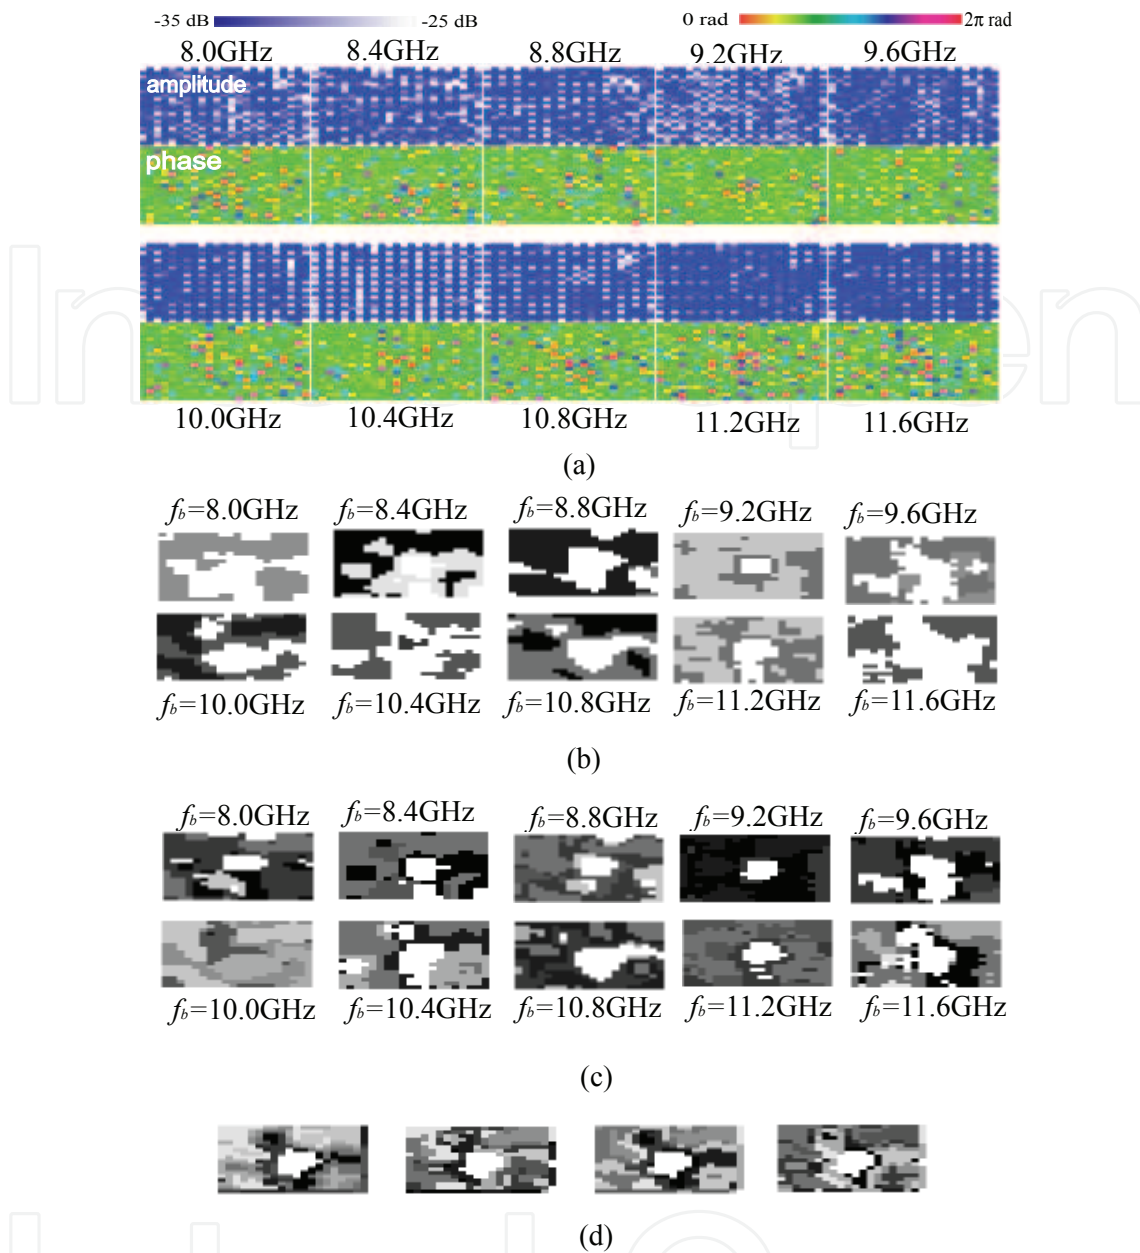 -35 dB -25 dB 0 rad 2π rad
8.0GHz 8.4GHz 8.8GHz 9.2GHz 9.6GHz
amplitude
phase
10.0GHz 10.4GHz 10.8GHz 11.2GHz 11.6GHz
(a)
fb=8.0GHz fb=8.4GHz fb=8.8GHz fb=9.2GHz fb=9.6GHz
fb=10.0GHz fb=10.4GHz fb=10.8GHz fb=11.2GHz fb=11.6GHz
(b)
fb=8.0GHz fb=8.4GHz fb=8.8GHz fb=9.2GHz fb=9.6GHz
fb=10.0GHz fb=10.4GHz fb=10.8GHz fb=11.2GHz fb=11.6GHz
(c)
(d)